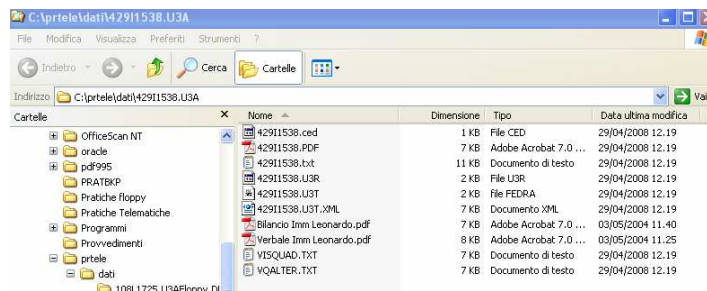 C:\prtele\dati\429I1538.U3A
File Modifica Visualizza Preferiti Strumenti ?
Indietro Cerca Cartelle
Indirizzo C:\prtele\dati\429I1538.U3A Vai
Cartelle x Nome Dimensione Tipo Data ultima modifica
OfficeScan NT 429I1538.ced 1 KB File CED 29/04/2008 12.19
oracle 429I1538.PDF 7 KB Adobe Acrobat 7.0 ... 29/04/2008 12.19
pdf995 429I1538.txt 11 KB Documento di testo 29/04/2008 12.19
PRATBKP 429I1538.U3R 2 KB File U3R 29/04/2008 12.19
Pratiche floppy 429I1538.U3T 2 KB file FEDRA 29/04/2008 12.19
Pratiche Telematiche 429I1538.U3T.XML 7 KB Documento XML 29/04/2008 12.19
Programmi Bilancio Imm Leonardo.pdf 7 KB Adobe Acrobat 7.0 ... 03/05/2004 11.40
Provvedimenti Verbale Imm Leonardo.pdf 8 KB Adobe Acrobat 7.0 ... 03/05/2004 11.25
prtele VISQUAD.TXT 7 KB Documento di testo 29/04/2008 12.19
dati VQALTER.TXT 7 KB Documento di testo 29/04/2008 12.19